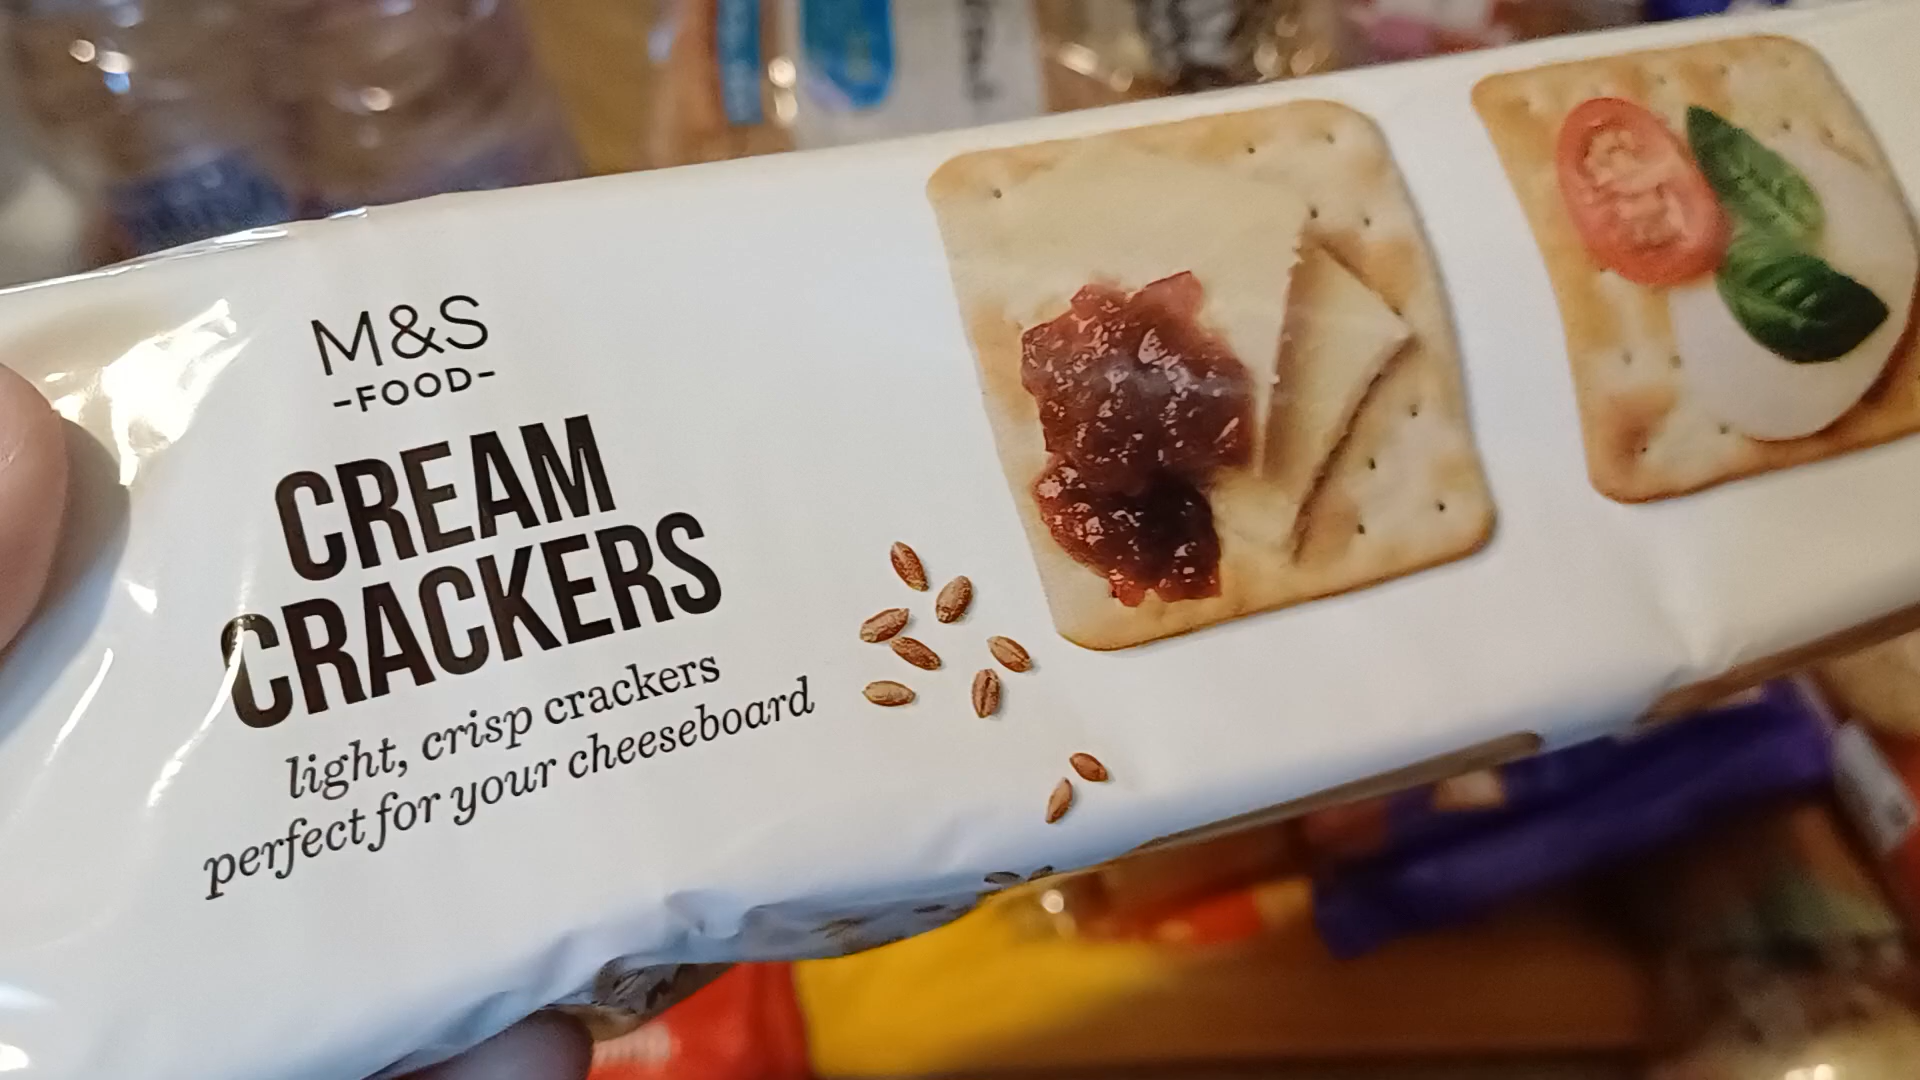 M&S
-FOOD-
CREAM
CRACKERS
light, crisp crackers
perfect for your cheeseboard